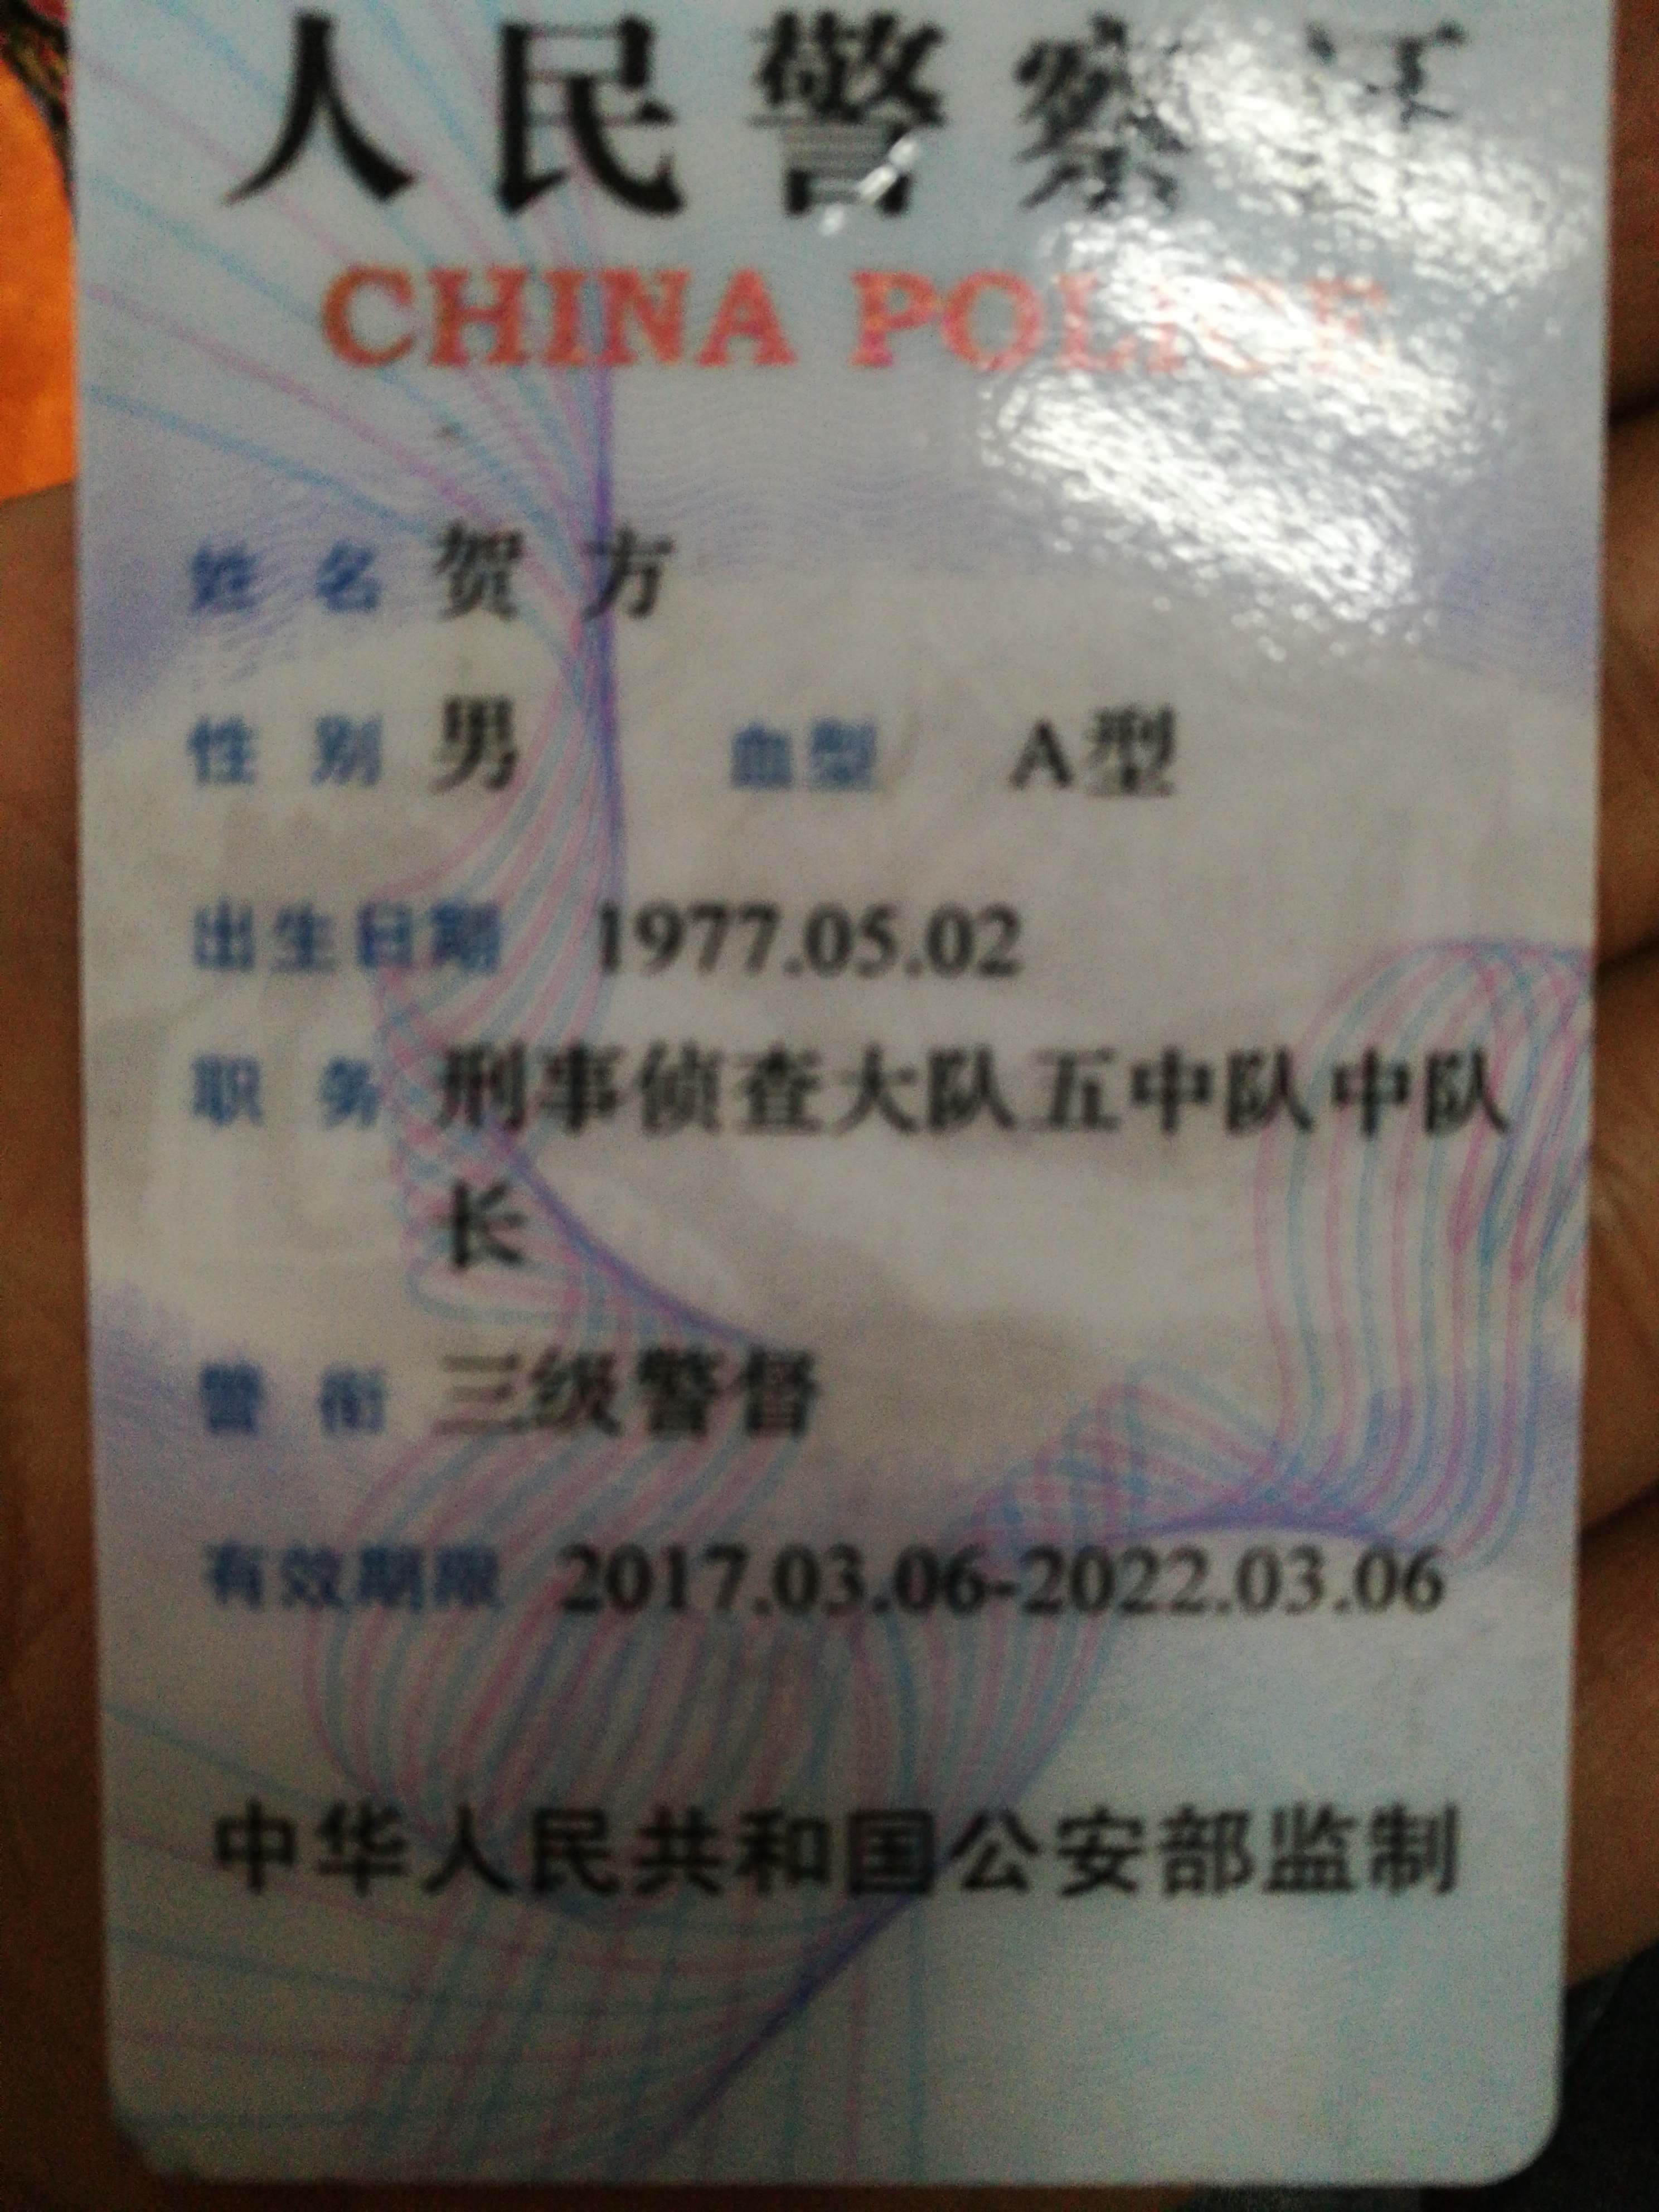 人民警察证
CHINA POLICE
姓名 贺方
性别 男 血型 A型
出生日期 1977.05.02
职务 刑事侦查大队五中队中队
长
警衔 三级警督
有效期限 2017.03.06-2022.03.06
中华人民共和国公安部监制